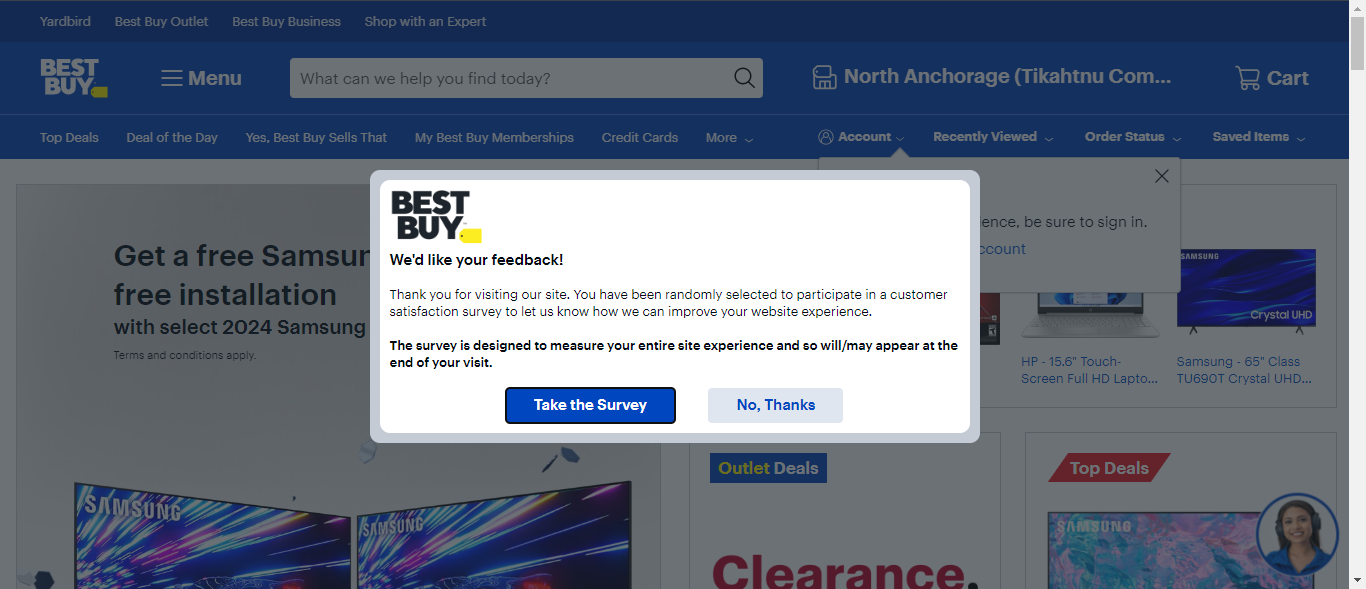 Yardbird Best Buy Outlet Best Buy Business Shop with an Expert
BEST BUY
Menu
What can we help you find today?
North Anchorage (Tikahtnu Com...
Cart
Top Deals Deal of the Day Yes, Best Buy Sells That My Best Buy Memberships Credit Cards More
Account Recently Viewed Order Status Saved Items
BEST
BUY
We'd like your feedback!
Thank you for visiting our site. You have been randomly selected to participate in a customer
satisfaction survey to let us know how we can improve your website experience.
The survey is designed to measure your entire site experience and so will/may appear at the
end of your visit.
Take the Survey No, Thanks
be sure to sign in.
Get a free
free installation
with select 2024 Samsung
Terms and conditions apply.
SAMSUNG
Crystal UHD
HP - 15.6" Touch-
Screen Full HD Lapto...
Samsung - 65" Class
TU690T Crystal UHD...
SAMSUNG
SAMSUNG
Outlet Deals
Clearance.
Top Deals
SAMSUNG